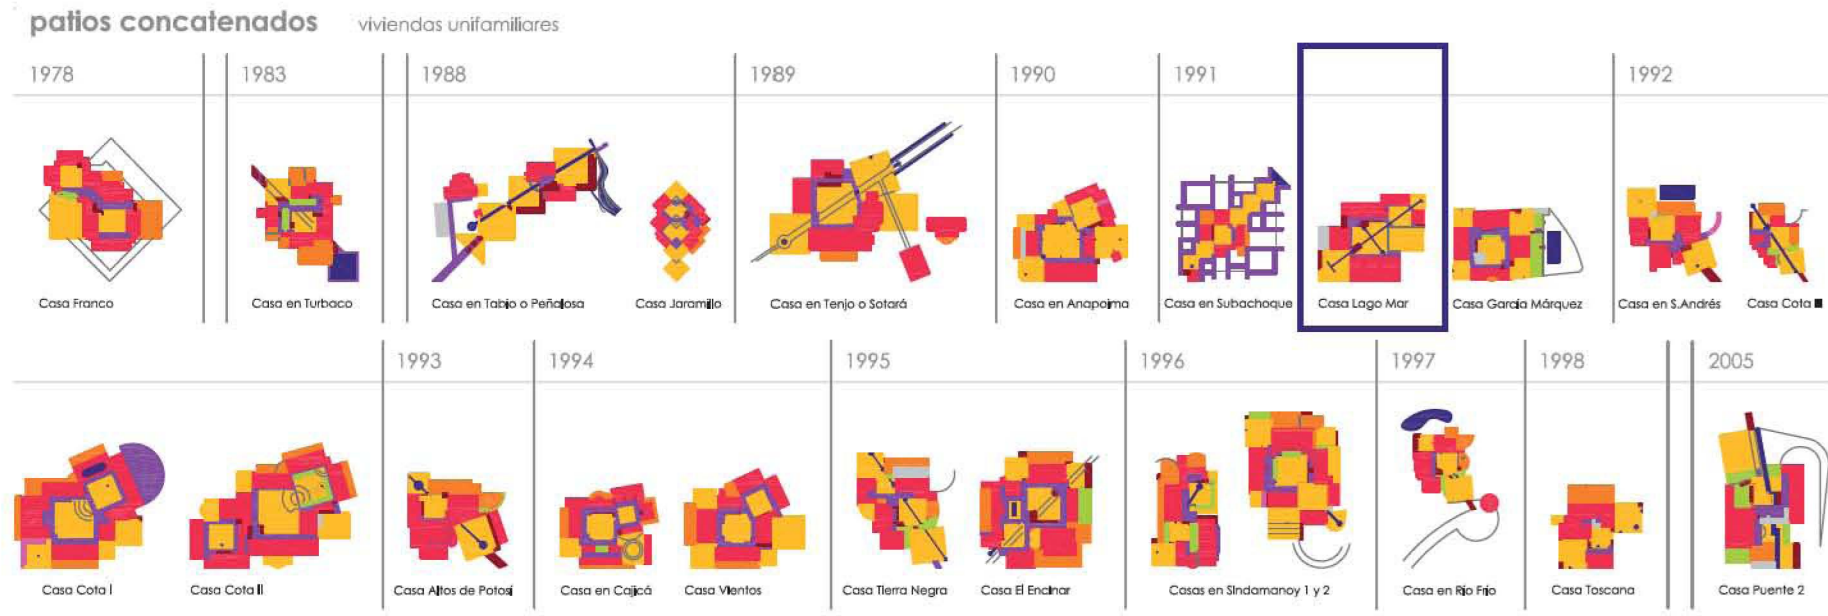 patios concatenados viviendas unifamiliares
1978 1983 1988 1989 1990 1991 1992
Casa Franco Casa en Turbaco Casa en Tabio o Peñalosa Casa Jaramillo Casa en Tenjo o Sotará Casa en Anapoima Casa en Subachoque Casa Lago Mar Casa García Márquez Casa en S.Andrés Casa Cota III
1993 1994 1995 1996 1997 1998 2005
Casa Cota I Casa Cota II Casa Altos de Potosí Casa en Cajicá Casa Vientos Casa Tierra Negra Casa El Encinar Casas en Sindamanoy 1 y 2 Casa en Río Frio Casa Toscana Casa Puente 2